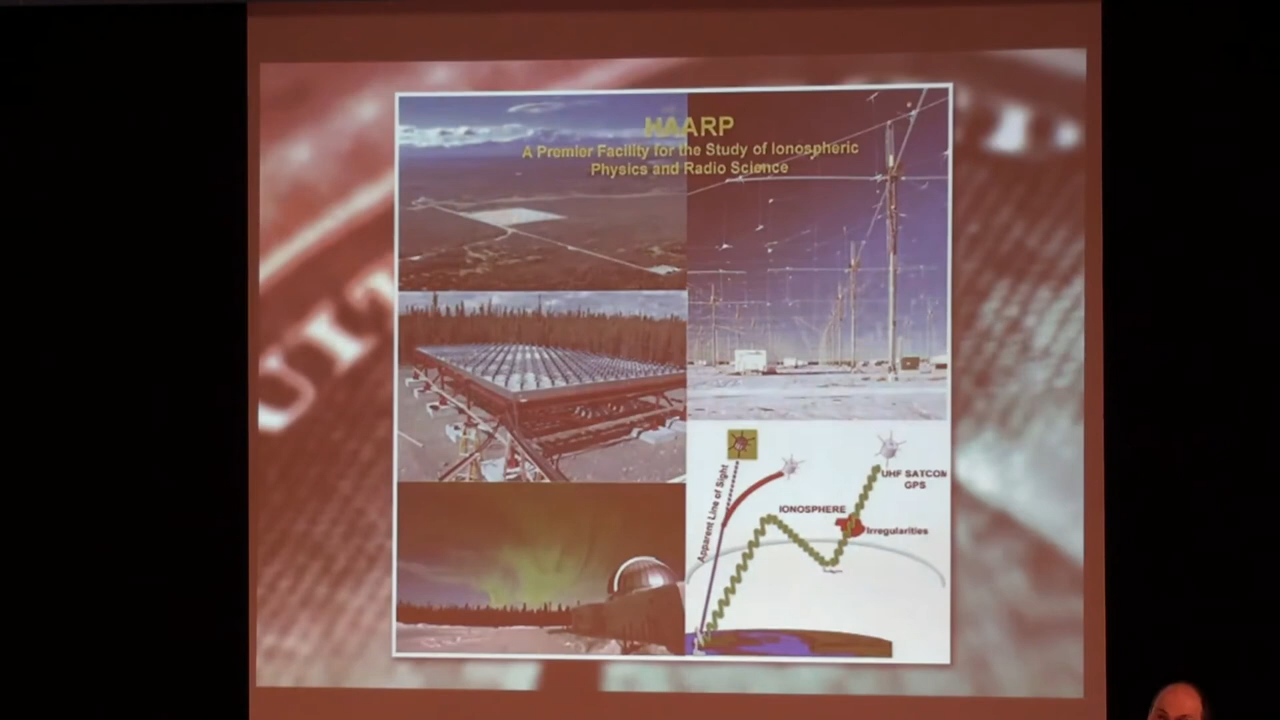 HAARP
A Premier Facility for the Study of Ionospheric
Physics and Radio Science
Apparent Line of Sight
UHF SATCOM
GPS
IONOSPHERE
Irregularities